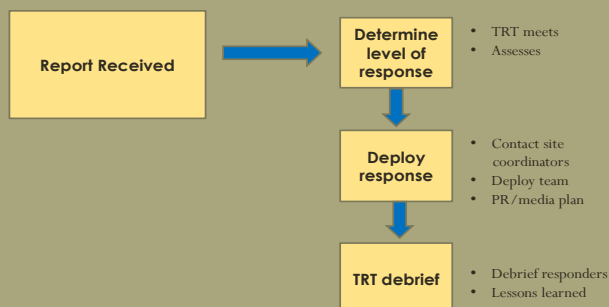 Report Received
Determine
level of
response
• TRT meets
• Assesses
Deploy
response
• Contact site
coordinators
• Deploy team
• PR/media plan
TRT debrief
• Debrief responders
• Lessons learned